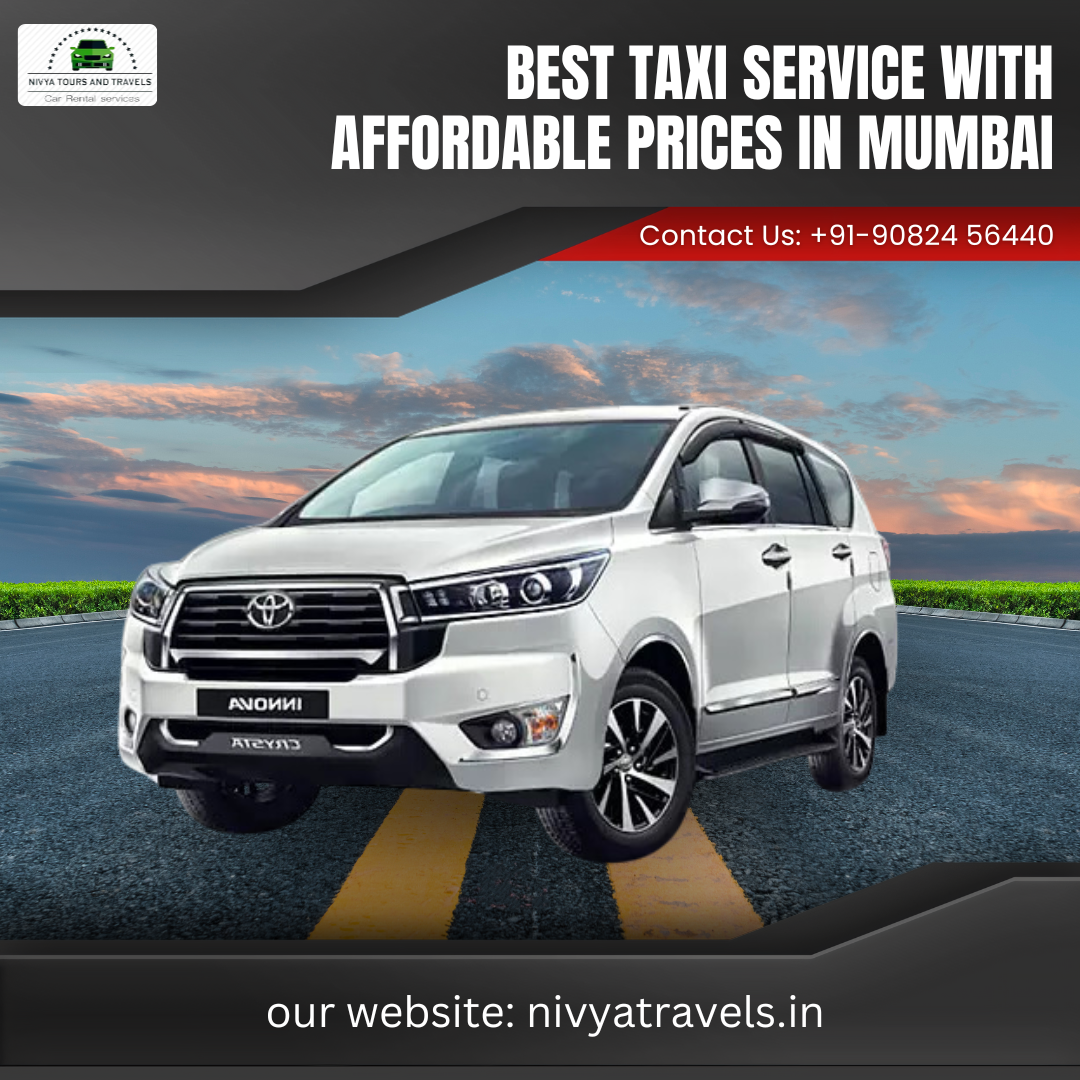 NIVYA TOURS AND TRAVELS
Car Rental services
BEST TAXI SERVICE WITH
AFFORDABLE PRICES IN MUMBAI
Contact Us: +91-90824 56440
INNOVA
CRYSTA
our website: nivyatravels.in